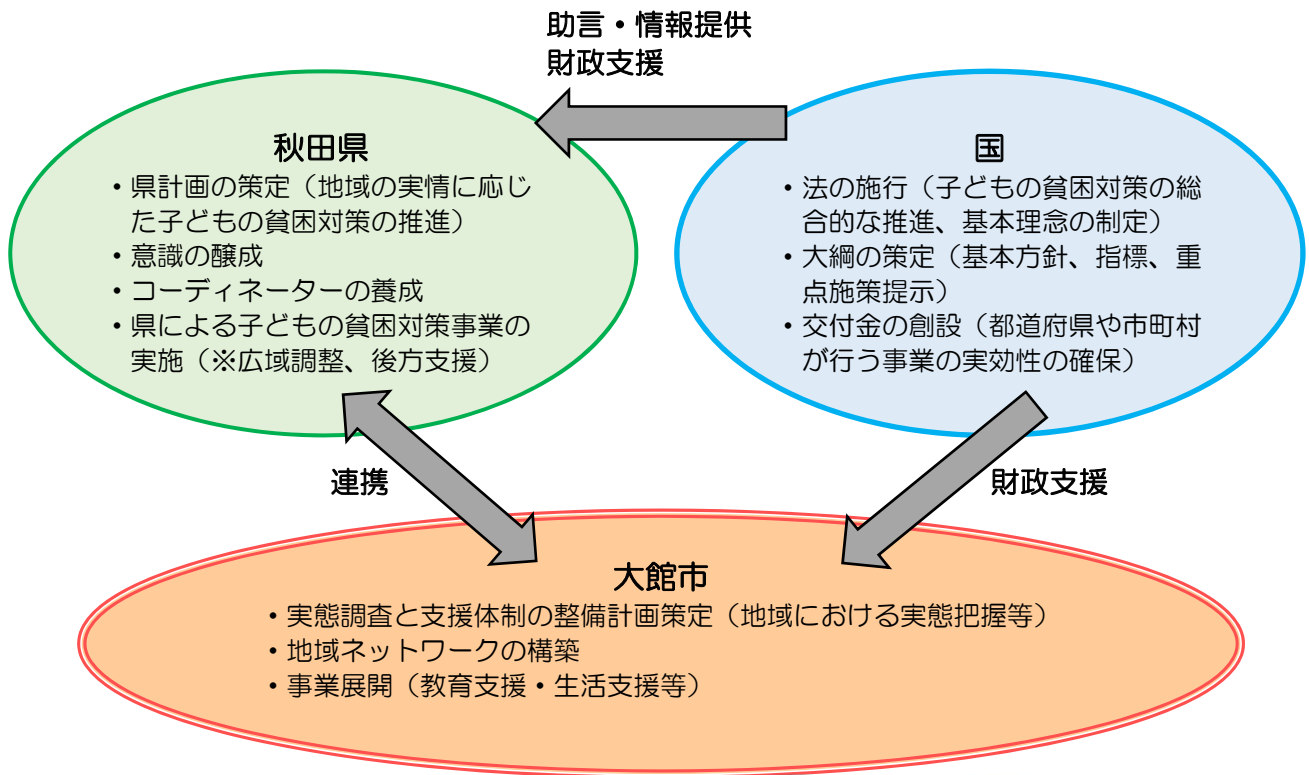 助言・情報提供
財政支援
秋田県
・県計画の策定（地域の実情に応じ
た子どもの貧困対策の推進）
・意識の醸成
・コーディネーターの養成
・県による子どもの貧困対策事業の
実施（※広域調整、後方支援）
国
・法の施行（子どもの貧困対策の総
合的な推進、基本理念の制定）
・大綱の策定（基本方針、指標、重
点施策提示）
・交付金の創設（都道府県や市町村
が行う事業の実効性の確保）
連携
財政支援
大館市
・実態調査と支援体制の整備計画策定（地域における実態把握等）
・地域ネットワークの構築
・事業展開（教育支援・生活支援等）